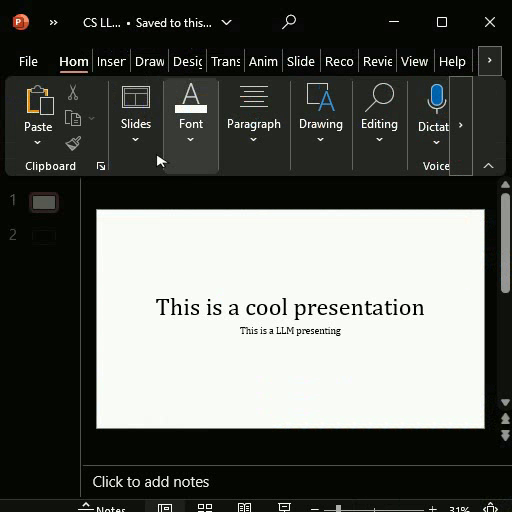 CS LL... • Saved to this...
File Hom Inser Draw Desig Trans Anim Slide Reco Revie View Help
Paste Slides Font Paragraph Drawing Editing Dictat
Clipboard Voice
1
2
This is a cool presentation
This is a LLM presenting
Click to add notes
Notes 31%